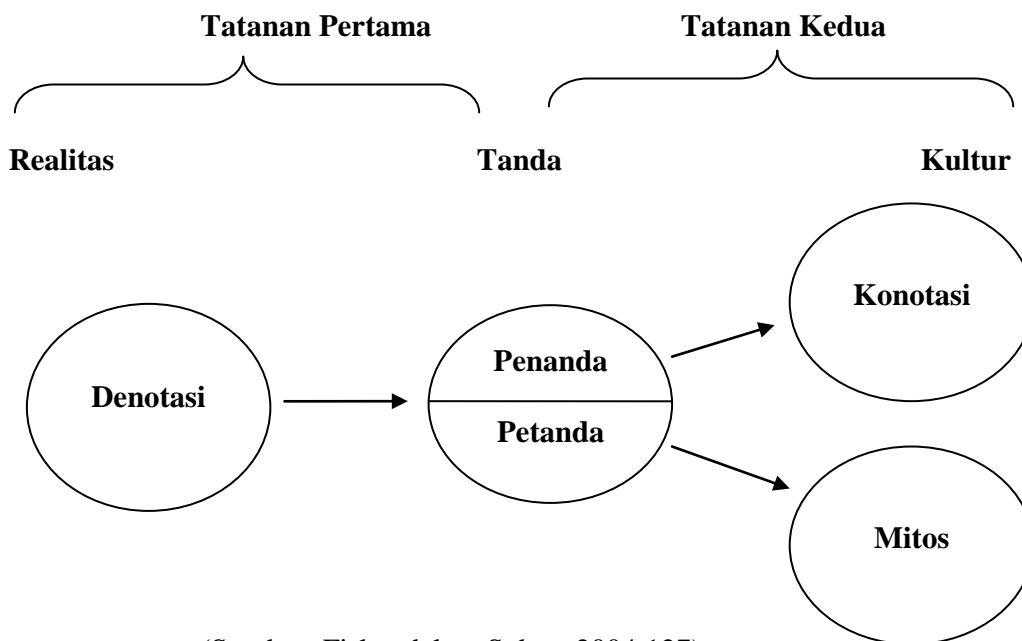 Tatanan Pertama Tatanan Kedua
Realitas Tanda Kultur
Konotasi
Penanda
Denotasi
Petanda
Mitos